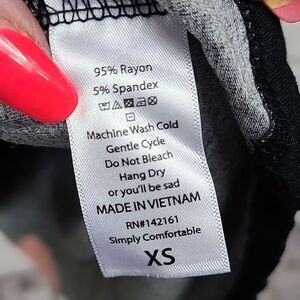 95% Rayon
5% Spandex
Machine Wash Cold
Gentle Cycle
Do Not Bleach
Hang Dry
or you'll be sad
MADE IN VIETNAM
RN#142161
Simply Comfortable
XS